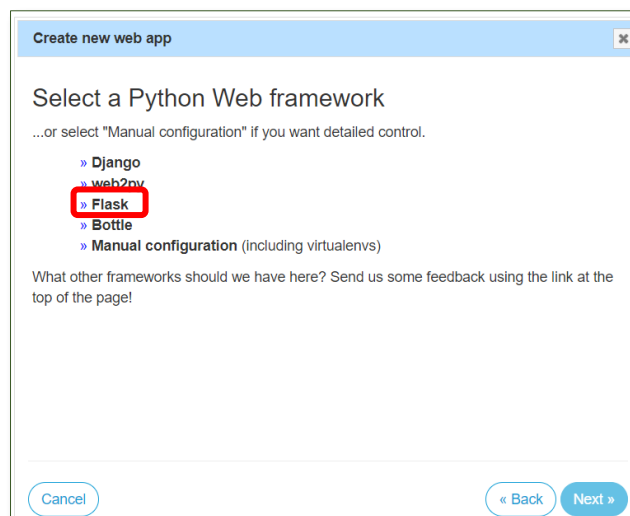 Create new web app
Select a Python Web framework
...or select "Manual configuration" if you want detailed control.
» Django
» web2py
» Flask
» Bottle
» Manual configuration (including virtualenvs)
What other frameworks should we have here? Send us some feedback using the link at the
top of the page!
Cancel
« Back
Next »